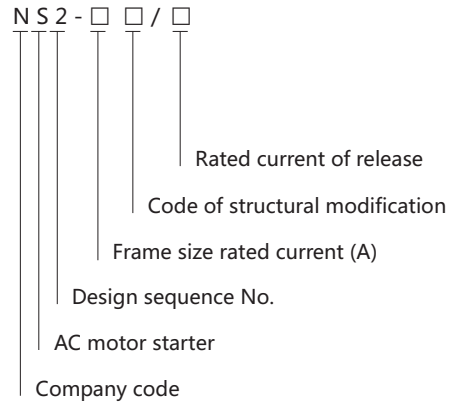 N S 2 - □ □ / □
Rated current of release
Code of structural modification
Frame size rated current (A)
Design sequence No.
AC motor starter
Company code